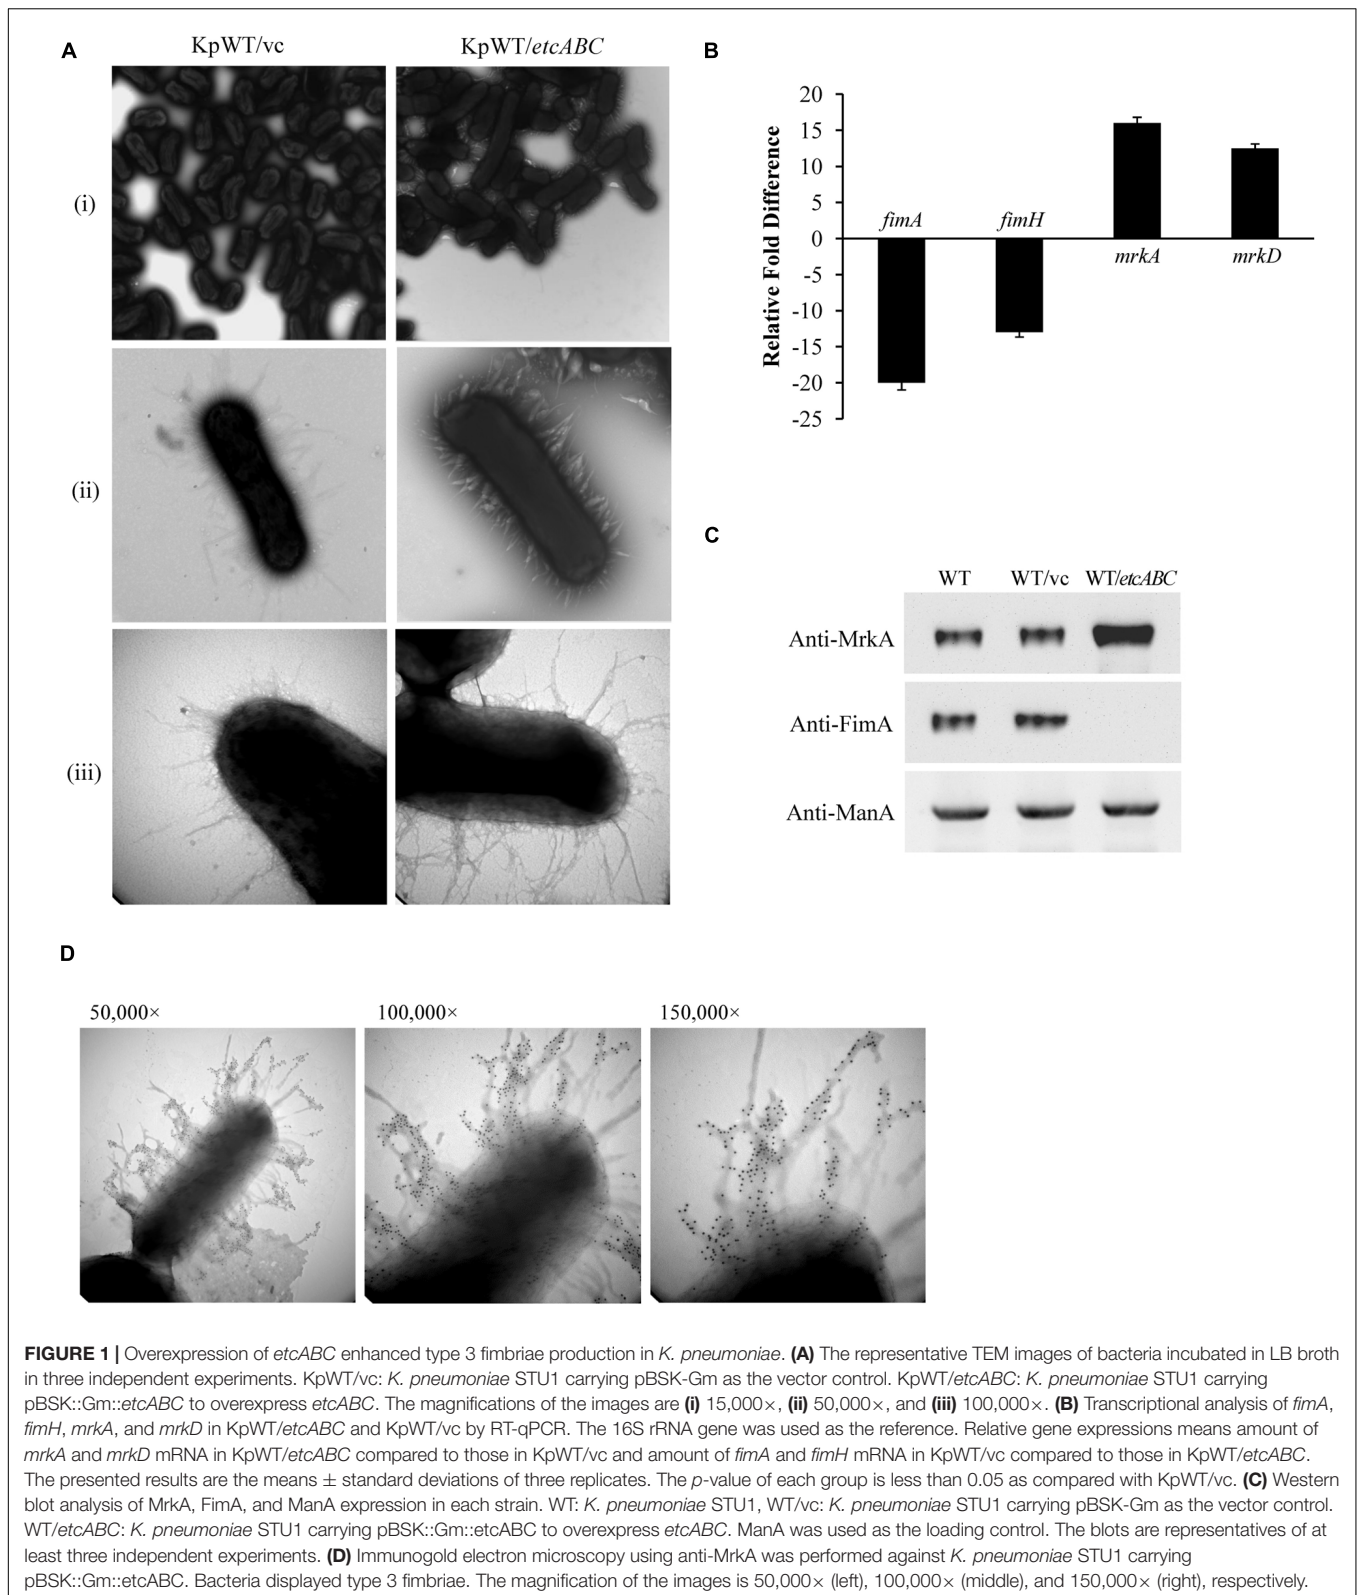 A
KpWT/vc
KpWT/etcABC
(i)
(ii)
(iii)
B
Relative Fold Difference
20
15
10
5
0
-5
-10
-15
-20
-25
fimA
fimH
mrkA
mrkD
C
WT
WT/vc
WT/etcABC
Anti-MrkA
Anti-FimA
Anti-ManA
D
50,000×
100,000×
150,000×
FIGURE 1 | Overexpression of etcABC enhanced type 3 fimbriae production in K. pneumoniae. (A) The representative TEM images of bacteria incubated in LB broth
in three independent experiments. KpWT/vc: K. pneumoniae STU1 carrying pBSK-Gm as the vector control. KpWT/etcABC: K. pneumoniae STU1 carrying
pBSK::Gm::etcABC to overexpress etcABC. The magnifications of the images are (i) 15,000×, (ii) 50,000×, and (iii) 100,000×. (B) Transcriptional analysis of fimA,
fimH, mrkA, and mrkD in KpWT/etcABC and KpWT/vc by RT-qPCR. The 16S rRNA gene was used as the reference. Relative gene expressions means amount of
mrkA and mrkD mRNA in KpWT/etcABC compared to those in KpWT/vc and amount of fimA and fimH mRNA in KpWT/vc compared to those in KpWT/etcABC.
The presented results are the means ± standard deviations of three replicates. The p-value of each group is less than 0.05 as compared with KpWT/vc. (C) Western
blot analysis of MrkA, FimA, and ManA expression in each strain. WT: K. pneumoniae STU1, WT/vc: K. pneumoniae STU1 carrying pBSK-Gm as the vector control.
WT/etcABC: K. pneumoniae STU1 carrying pBSK::Gm::etcABC to overexpress etcABC. ManA was used as the loading control. The blots are representatives of at
least three independent experiments. (D) Immunogold electron microscopy using anti-MrkA was performed against K. pneumoniae STU1 carrying
pBSK::Gm::etcABC. Bacteria displayed type 3 fimbriae. The magnification of the images is 50,000× (left), 100,000× (middle), and 150,000× (right), respectively.